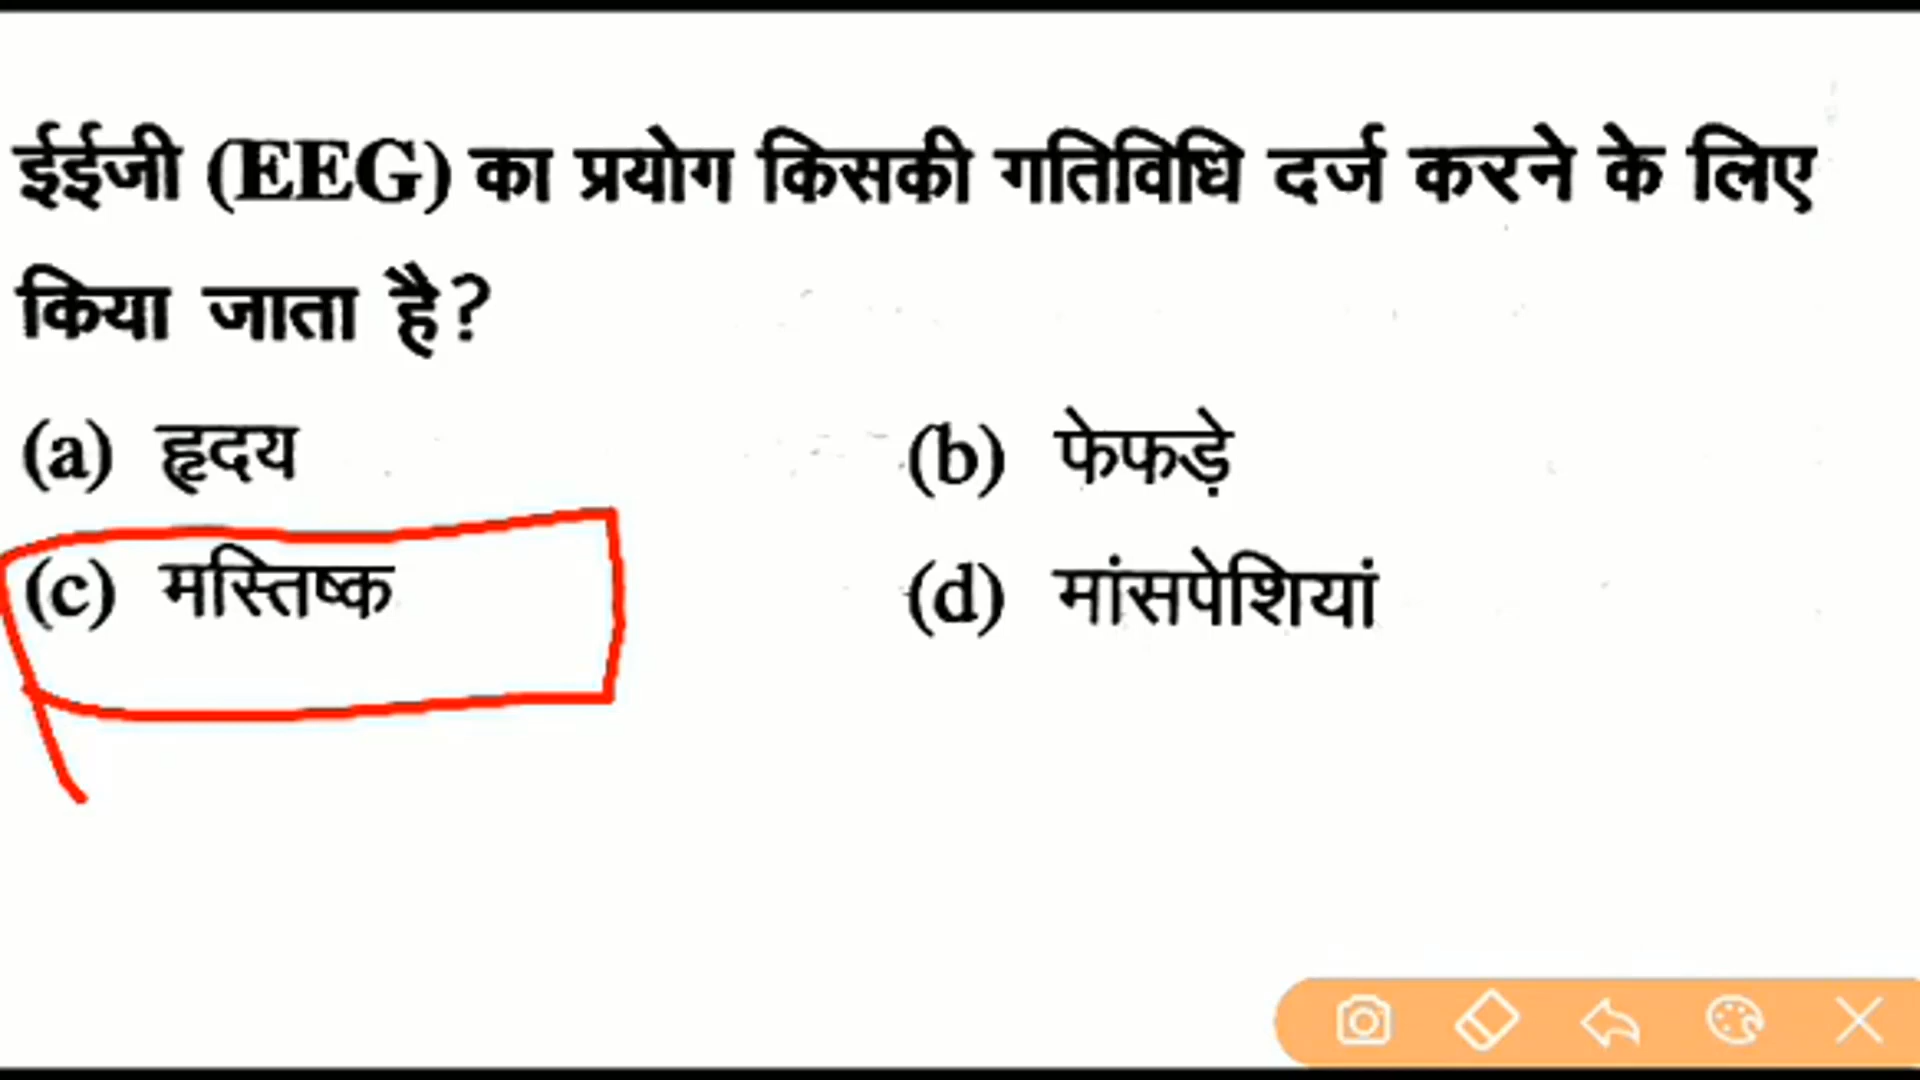 ईईजी (EEG) का प्रयोग किसकी गतिविधि दर्ज करने के लिए
किया जाता है?
(a) हृदय (b) फेफड़े
(c) मस्तिष्क (d) मांसपेशियां